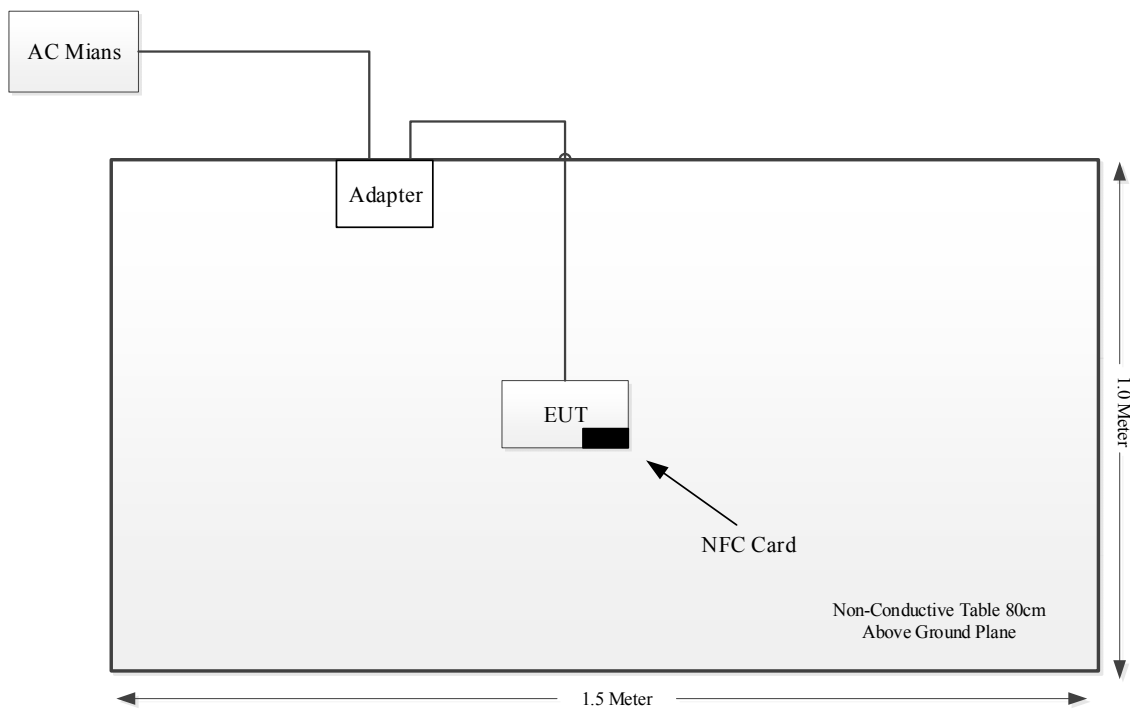 AC Mians
Adapter
EUT
NFC Card
Non-Conductive Table 80cm
Above Ground Plane
1.0 Meter
1.5 Meter